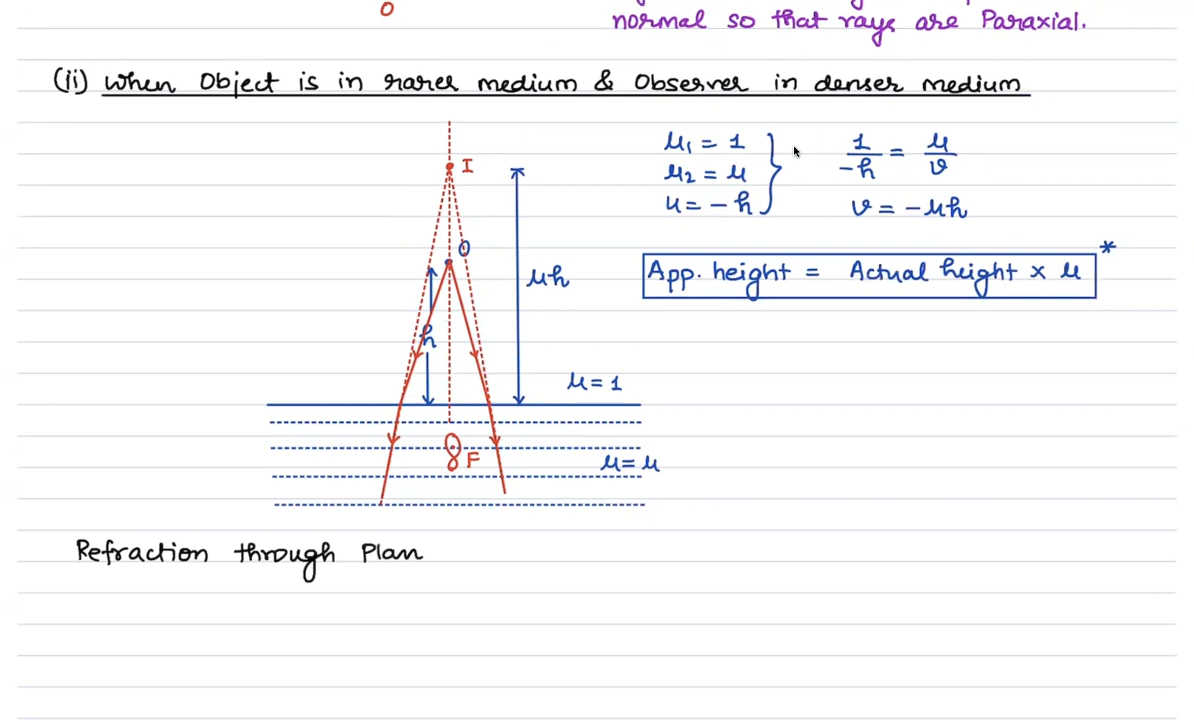 O
normal so that rays are Paraxial.
(ii) When Object is in rarer medium & Observer in denser medium
I
O
μh
h
μ = 1
F
μ = μ
μ₁ = 1
μ₂ = μ
u = - h
1/-h = μ/v
v = - μh
App. height = Actual height × μ *
Refraction through Plan